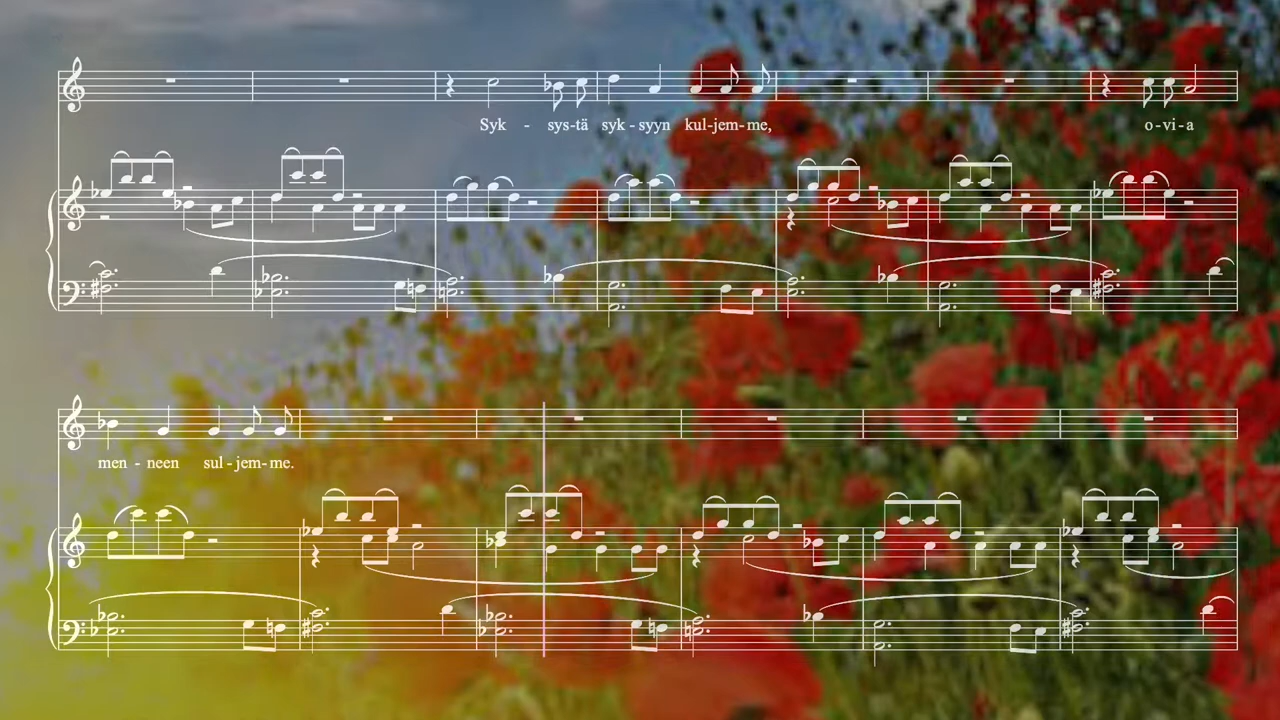 Syk - sys-tä syk-syyn kul-jem-me, o-vi-a
men-neen sul-jem-me.